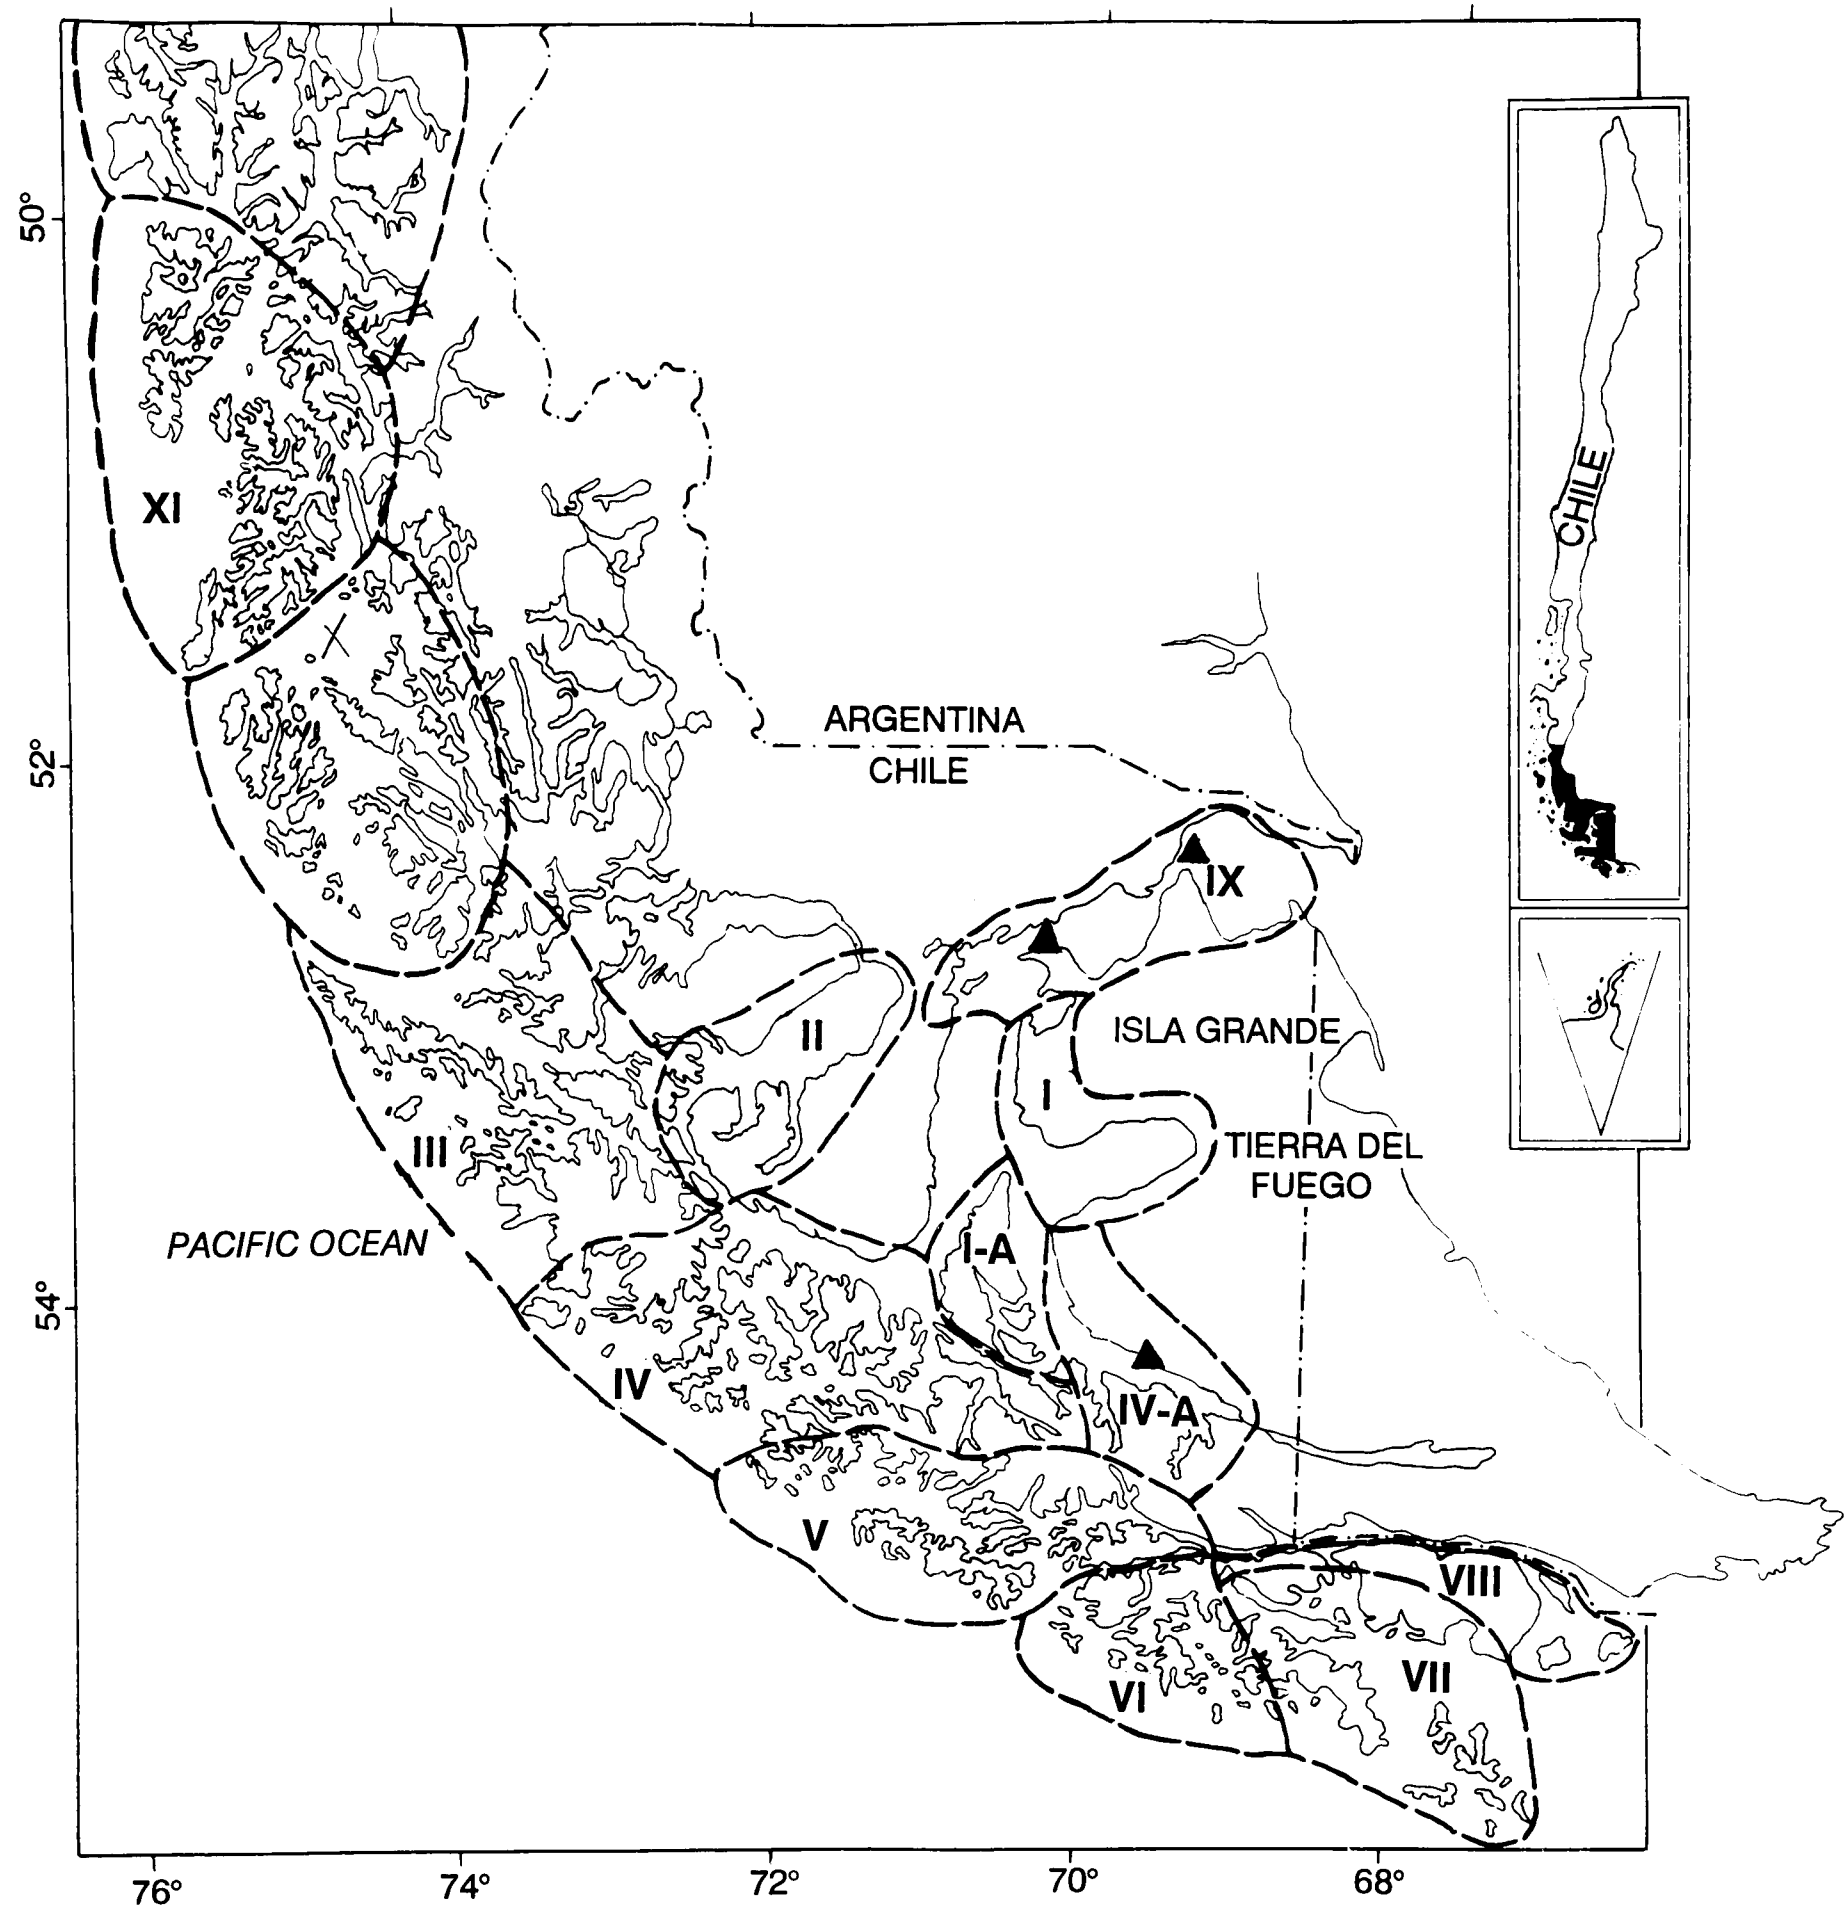 50°
XI
X
CHILE
52°
ARGENTINA
CHILE
IX
II
ISLA GRANDE
I
III
TIERRA DEL
FUEGO
PACIFIC OCEAN
I-A
54°
IV
IV-A
V
VIII
VII
VI
76°
74°
72°
70°
68°